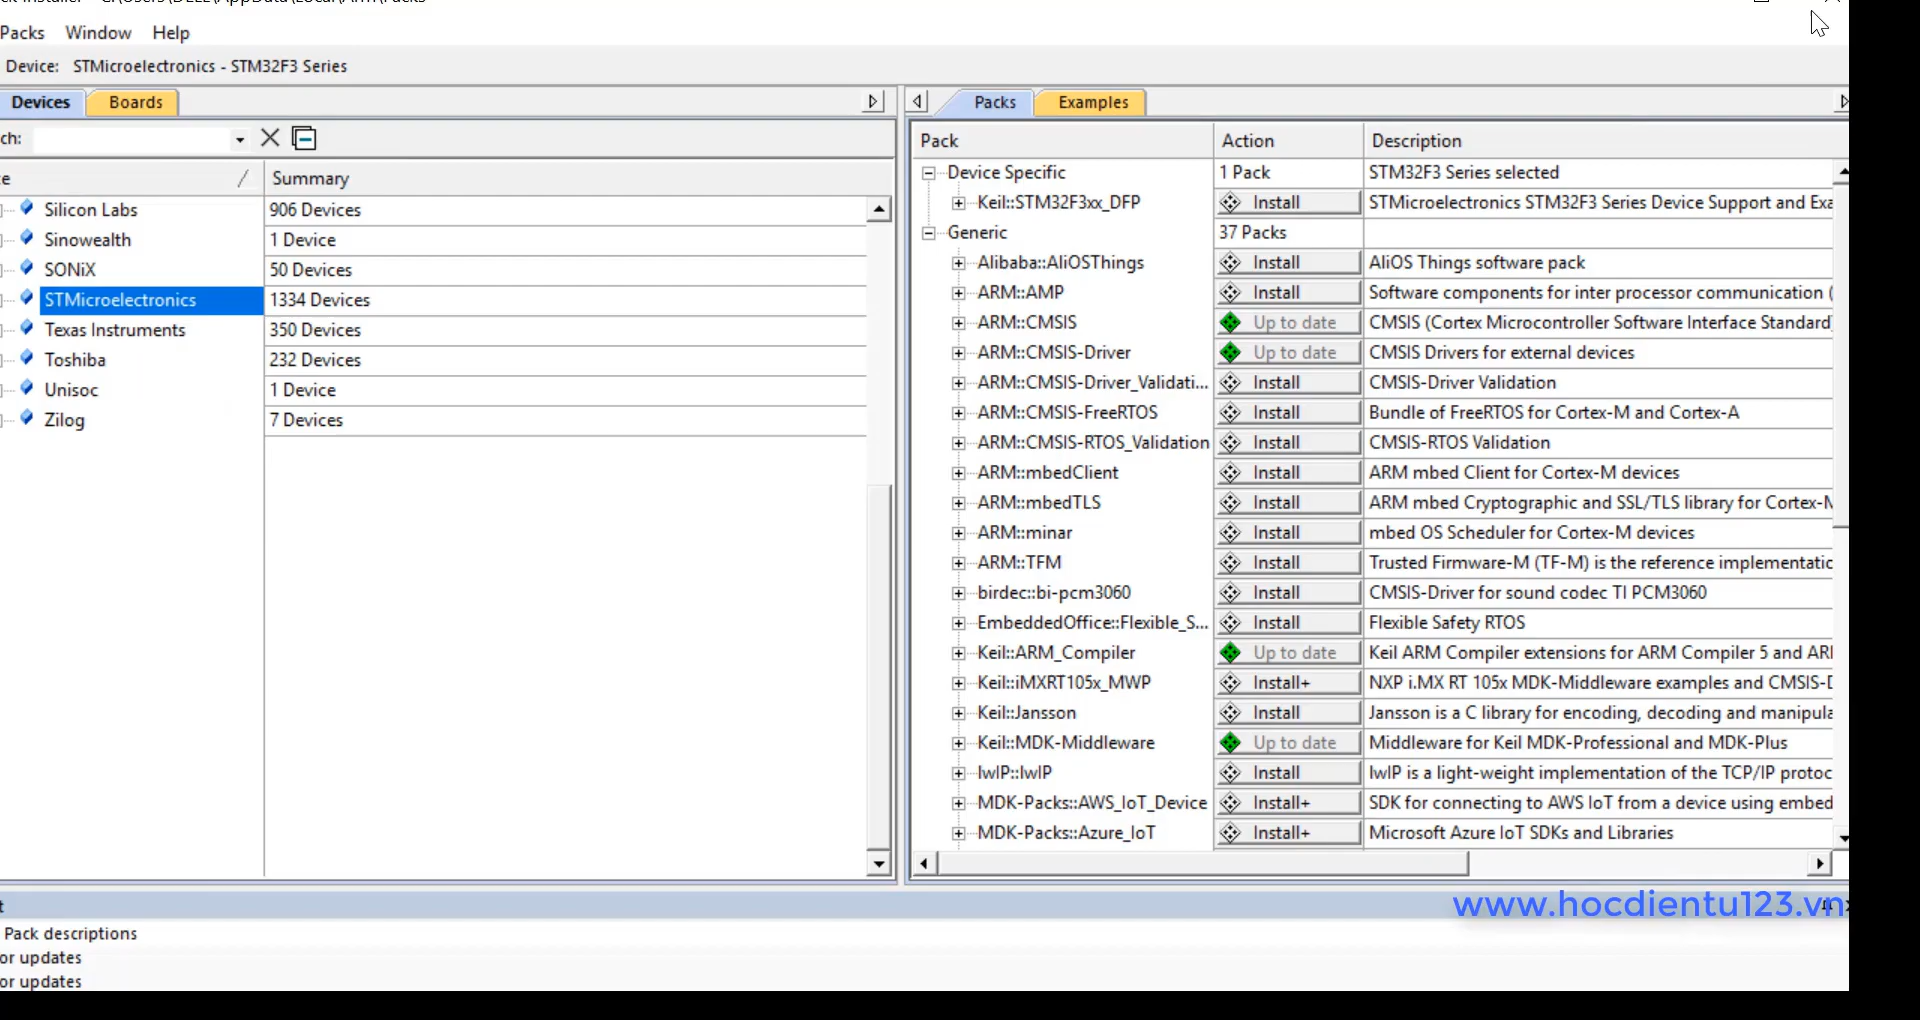 Packs Window Help
Device: STMicroelectronics - STM32F3 Series
Devices Boards
Packs Examples
ch:
Summary
Silicon Labs 906 Devices
Sinowealth 1 Device
SONiX 50 Devices
STMicroelectronics 1334 Devices
Texas Instruments 350 Devices
Toshiba 232 Devices
Unisoc 1 Device
Zilog 7 Devices
Pack Action Description
Device Specific 1 Pack STM32F3 Series selected
Keil::STM32F3xx_DFP Install STMicroelectronics STM32F3 Series Device Support and Exa
Generic 37 Packs
Alibaba::AliOSThings Install AliOS Things software pack
ARM::AMP Install Software components for inter processor communication (
ARM::CMSIS Up to date CMSIS (Cortex Microcontroller Software Interface Standard)
ARM::CMSIS-Driver Up to date CMSIS Drivers for external devices
ARM::CMSIS-Driver_Validati... Install CMSIS-Driver Validation
ARM::CMSIS-FreeRTOS Install Bundle of FreeRTOS for Cortex-M and Cortex-A
ARM::CMSIS-RTOS_Validation Install CMSIS-RTOS Validation
ARM::mbedClient Install ARM mbed Client for Cortex-M devices
ARM::mbedTLS Install ARM mbed Cryptographic and SSL/TLS library for Cortex-M
ARM::minar Install mbed OS Scheduler for Cortex-M devices
ARM::TFM Install Trusted Firmware-M (TF-M) is the reference implementatic
birdec::bi-pcm3060 Install CMSIS-Driver for sound codec TI PCM3060
EmbeddedOffice::Flexible_S... Install Flexible Safety RTOS
Keil::ARM_Compiler Up to date Keil ARM Compiler extensions for ARM Compiler 5 and ARI
Keil::iMXRT105x_MWP Install+ NXP i.MX RT 105x MDK-Middleware examples and CMSIS-D
Keil::Jansson Install Jansson is a C library for encoding, decoding and manipula
Keil::MDK-Middleware Up to date Middleware for Keil MDK-Professional and MDK-Plus
lwIP::lwIP Install lwIP is a light-weight implementation of the TCP/IP protoc
MDK-Packs::AWS_IoT_Device Install+ SDK for connecting to AWS IoT from a device using embed
MDK-Packs::Azure_IoT Install+ Microsoft Azure IoT SDKs and Libraries
www.hocdientu123.vn
Pack descriptions
or updates
or updates